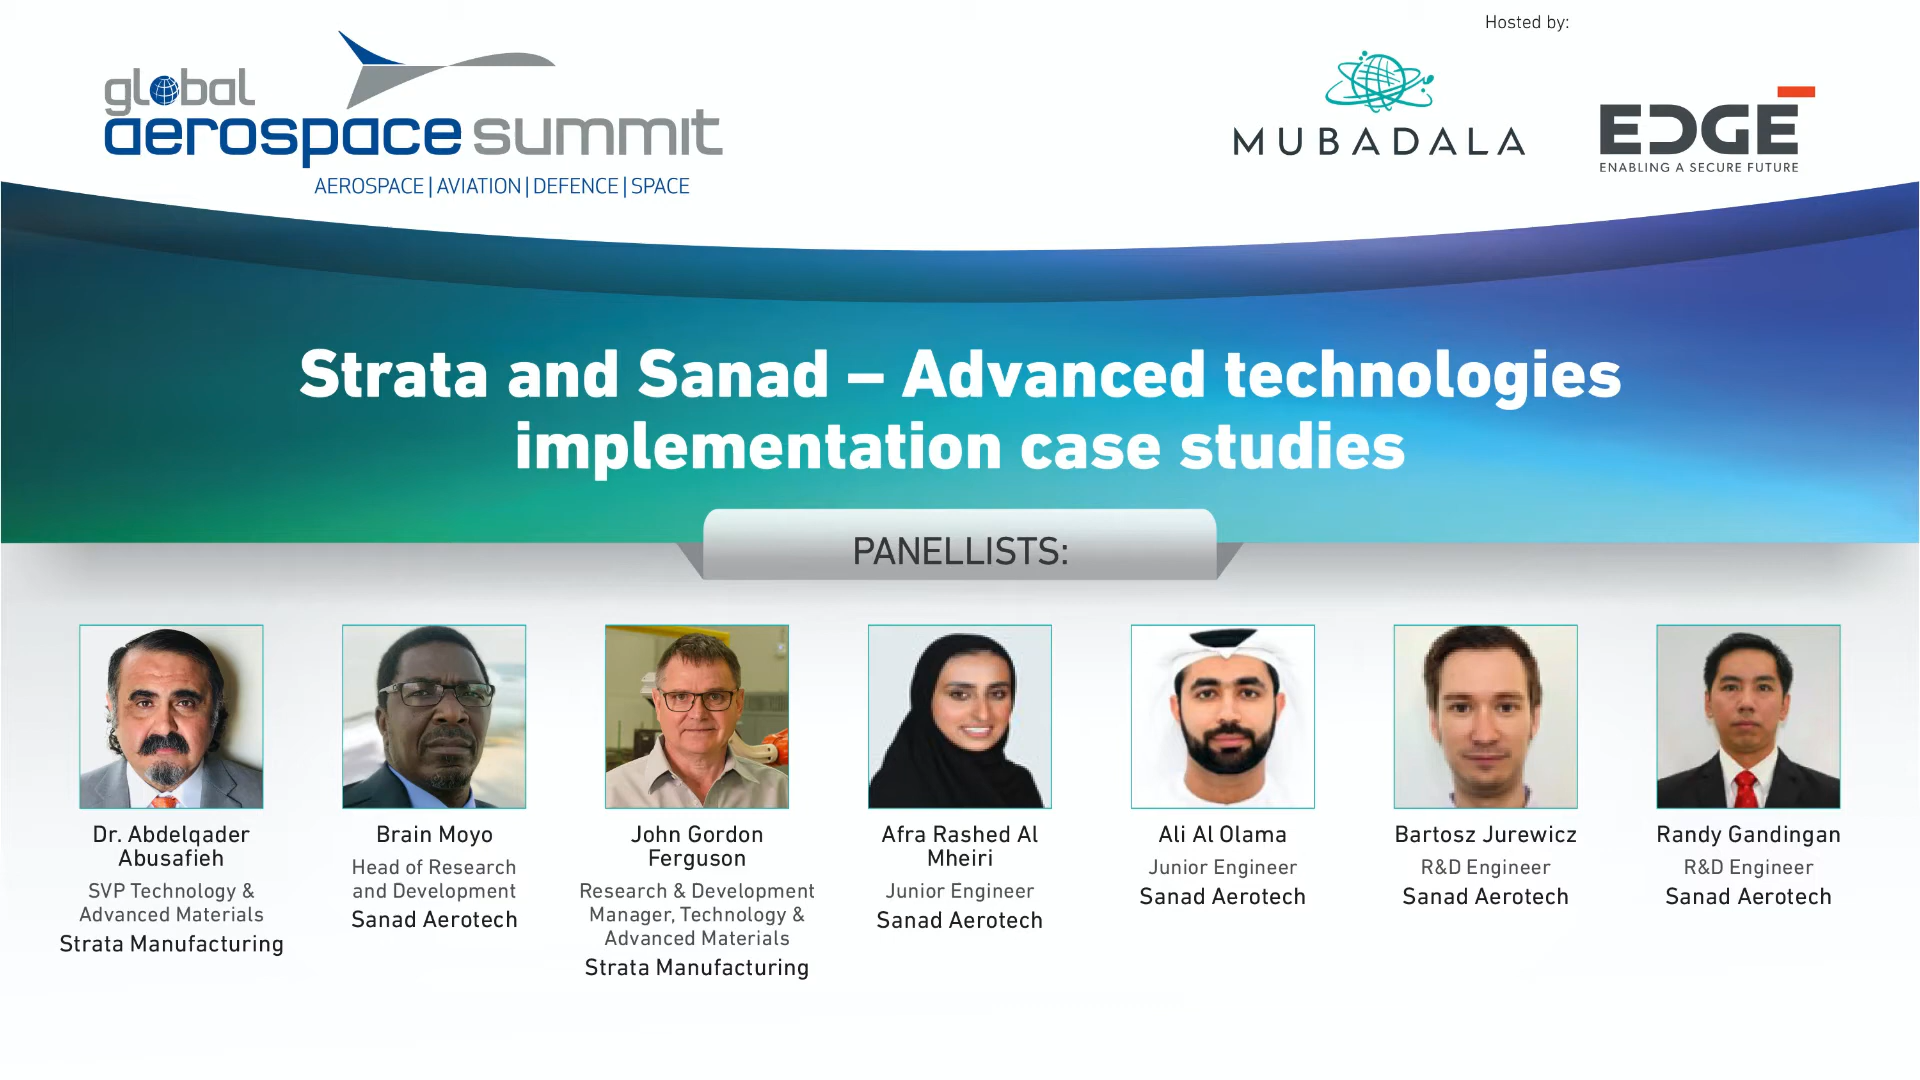 Hosted by:
global
aerospace summit
AEROSPACE | AVIATION | DEFENCE | SPACE
MUBADALA
EDGE
ENABLING A SECURE FUTURE
Strata and Sanad – Advanced technologies
implementation case studies
PANELLISTS:
Dr. Abdelqader
Abusafieh
SVP Technology &
Advanced Materials
Strata Manufacturing
Brain Moyo
Head of Research
and Development
Sanad Aerotech
John Gordon
Ferguson
Research & Development
Manager, Technology &
Advanced Materials
Strata Manufacturing
Afra Rashed Al
Mheiri
Junior Engineer
Sanad Aerotech
Ali Al Olama
Junior Engineer
Sanad Aerotech
Bartosz Jurewicz
R&D Engineer
Sanad Aerotech
Randy Gandingan
R&D Engineer
Sanad Aerotech